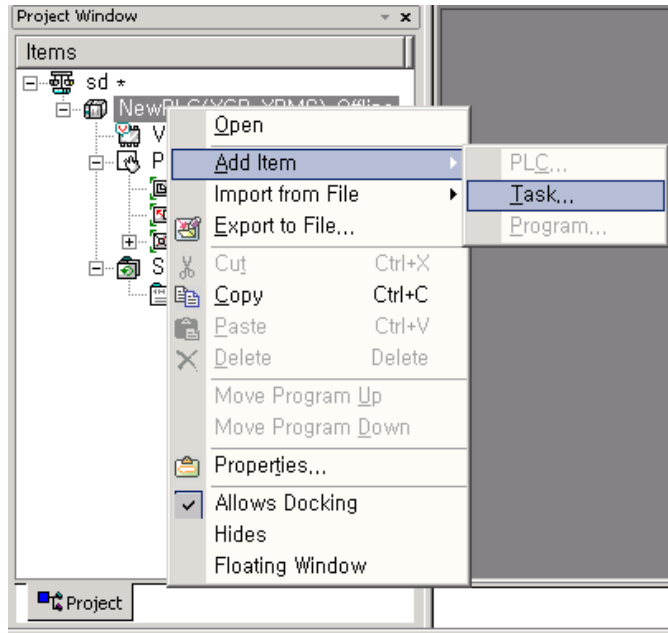 Project Window
Items
sd *
NewPLC(XGB-XBMS)-Offline
V
Open
P
Add Item
PLC...
Import from File
Task...
Export to File...
Program...
S
Cut Ctrl+X
Copy Ctrl+C
Paste Ctrl+V
Delete Delete
Move Program Up
Move Program Down
Properties...
Allows Docking
Hides
Floating Window
Project